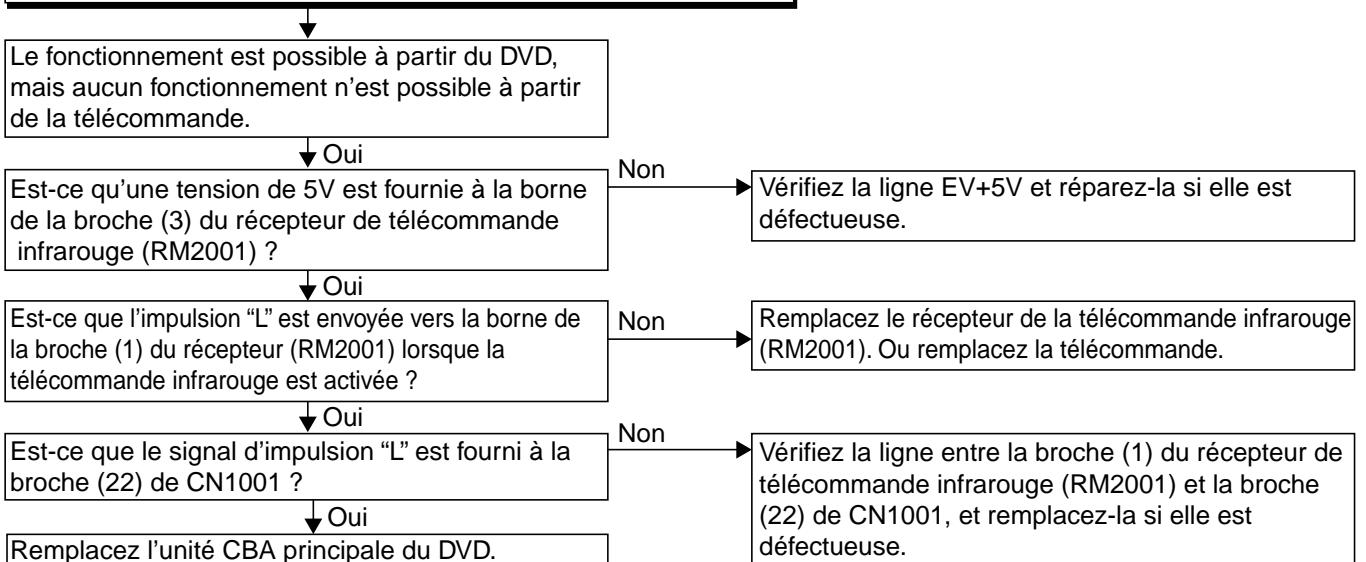 Le fonctionnement est possible à partir du DVD,
mais aucun fonctionnement n’est possible à partir
de la télécommande.
Oui
Est-ce qu’une tension de 5V est fournie à la borne
de la broche (3) du récepteur de télécommande
infrarouge (RM2001) ?
Non
Vérifiez la ligne EV+5V et réparez-la si elle est
défectueuse.
Oui
Est-ce que l’impulsion “L” est envoyée vers la borne de
la broche (1) du récepteur (RM2001) lorsque la
télécommande infrarouge est activée ?
Non
Remplacez le récepteur de la télécommande infrarouge
(RM2001). Ou remplacez la télécommande.
Oui
Est-ce que le signal d’impulsion “L” est fourni à la
broche (22) de CN1001 ?
Non
Vérifiez la ligne entre la broche (1) du récepteur de
télécommande infrarouge (RM2001) et la broche
(22) de CN1001, et remplacez-la si elle est
défectueuse.
Oui
Remplacez l’unité CBA principale du DVD.